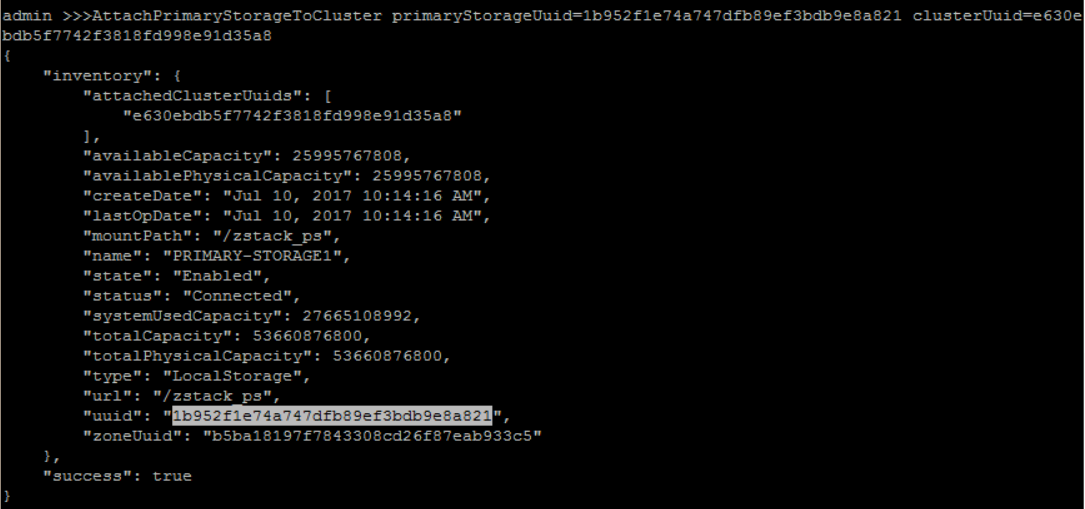 admin >>>AttachPrimaryStorageToCluster primaryStorageUuid=1b952f1e74a747dfb89ef3bdb9e8a821 clusterUuid=e630e
bdb5f7742f3818fd998e91d35a8
{
    "inventory": {
        "attachedClusterUuids": [
            "e630ebdb5f7742f3818fd998e91d35a8"
        ],
        "availableCapacity": 25995767808,
        "availablePhysicalCapacity": 25995767808,
        "createDate": "Jul 10, 2017 10:14:16 AM",
        "lastOpDate": "Jul 10, 2017 10:14:16 AM",
        "mountPath": "/zstack_ps",
        "name": "PRIMARY-STORAGE1",
        "state": "Enabled",
        "status": "Connected",
        "systemUsedCapacity": 27665108992,
        "totalCapacity": 53660876800,
        "totalPhysicalCapacity": 53660876800,
        "type": "LocalStorage",
        "url": "/zstack_ps",
        "uuid": "1b952f1e74a747dfb89ef3bdb9e8a821",
        "zoneUuid": "b5ba18197f7843308cd26f87eab933c5"
    },
    "success": true
}